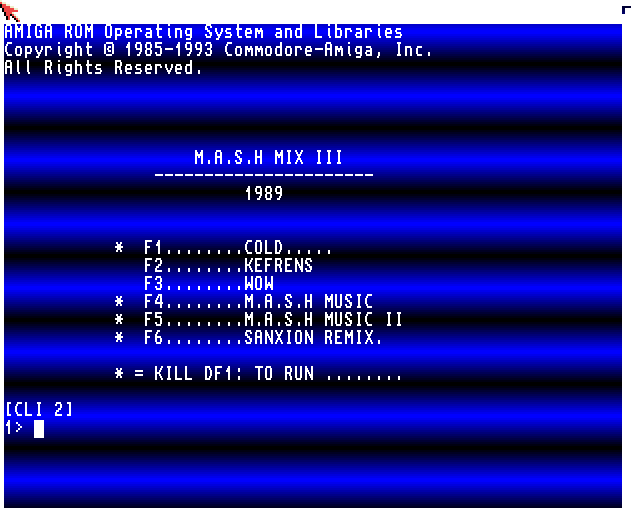 AMIGA ROM Operating System and Libraries
Copyright © 1985-1993 Commodore-Amiga, Inc.
All Rights Reserved.
M.A.S.H MIX III
----------------------
1989
* F1........COLD.....
F2........KEFRENS
F3........WOW
* F4........M.A.S.H MUSIC
* F5........M.A.S.H MUSIC II
* F6........SANXION REMIX.
* = KILL DF1: TO RUN ........
[CLI 2]
1>